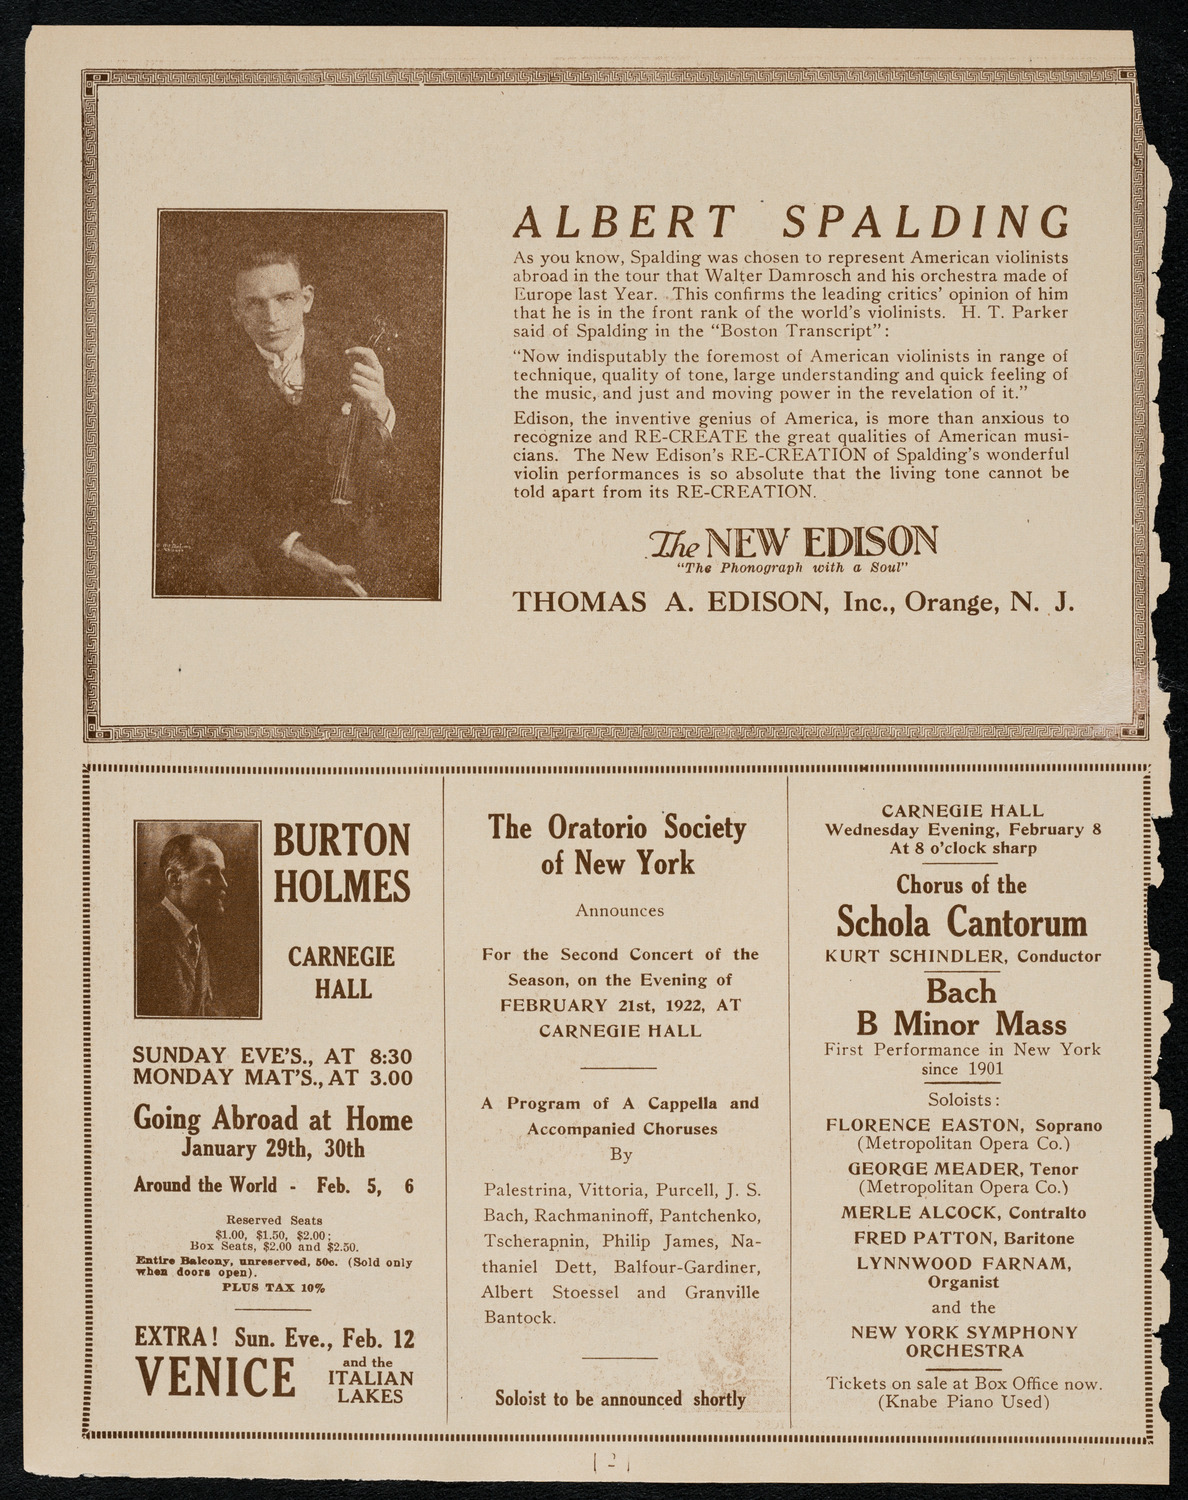 ALBERT SPALDING
As you know, Spalding was chosen to represent American violinists
abroad in the tour that Walter Damrosch and his orchestra made of
Europe last Year. This confirms the leading critics' opinion of him
that he is in the front rank of the world's violinists. H. T. Parker
said of Spalding in the "Boston Transcript":
"Now indisputably the foremost of American violinists in range of
technique, quality of tone, large understanding and quick feeling of
the music, and just and moving power in the revelation of it."
Edison, the inventive genius of America, is more than anxious to
recognize and RE-CREATE the great qualities of American musi-
cians. The New Edison's RE-CREATION of Spalding's wonderful
violin performances is so absolute that the living tone cannot be
told apart from its RE-CREATION.
The NEW EDISON
"The Phonograph with a Soul"
THOMAS A. EDISON, Inc., Orange, N. J.
BURTON
HOLMES
CARNEGIE
HALL
SUNDAY EVE'S., AT 8:30
MONDAY MAT'S., AT 3.00
Going Abroad at Home
January 29th, 30th
Around the World - Feb. 5, 6
Reserved Seats
$1.00, $1.50, $2.00;
Box Seats, $2.00 and $2.50.
Entire Balcony, unreserved, 50c. (Sold only
when doors open).
PLUS TAX 10%
EXTRA! Sun. Eve., Feb. 12
VENICE and the
ITALIAN
LAKES
The Oratorio Society
of New York
Announces
For the Second Concert of the
Season, on the Evening of
FEBRUARY 21st, 1922, AT
CARNEGIE HALL
A Program of A Cappella and
Accompanied Choruses
By
Palestrina, Vittoria, Purcell, J. S.
Bach, Rachmaninoff, Pantchenko,
Tscherapnin, Philip James, Na-
thaniel Dett, Balfour-Gardiner,
Albert Stoessel and Granville
Bantock.
Soloist to be announced shortly
CARNEGIE HALL
Wednesday Evening, February 8
At 8 o'clock sharp
Chorus of the
Schola Cantorum
KURT SCHINDLER, Conductor
Bach
B Minor Mass
First Performance in New York
since 1901
Soloists:
FLORENCE EASTON, Soprano
(Metropolitan Opera Co.)
GEORGE MEADER, Tenor
(Metropolitan Opera Co.)
MERLE ALCOCK, Contralto
FRED PATTON, Baritone
LYNNWOOD FARNAM,
Organist
and the
NEW YORK SYMPHONY
ORCHESTRA
Tickets on sale at Box Office now.
(Knabe Piano Used)
[ 2 ]